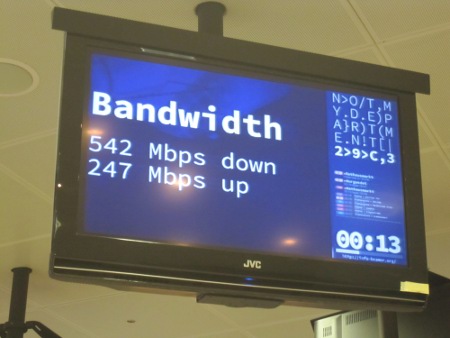 Bandwidth
542 Mbps down
247 Mbps up
N>O/T,M
Y.D.E)P
A}R)T(M
E.N!T[|
2>9>C,3
00:13
JVC